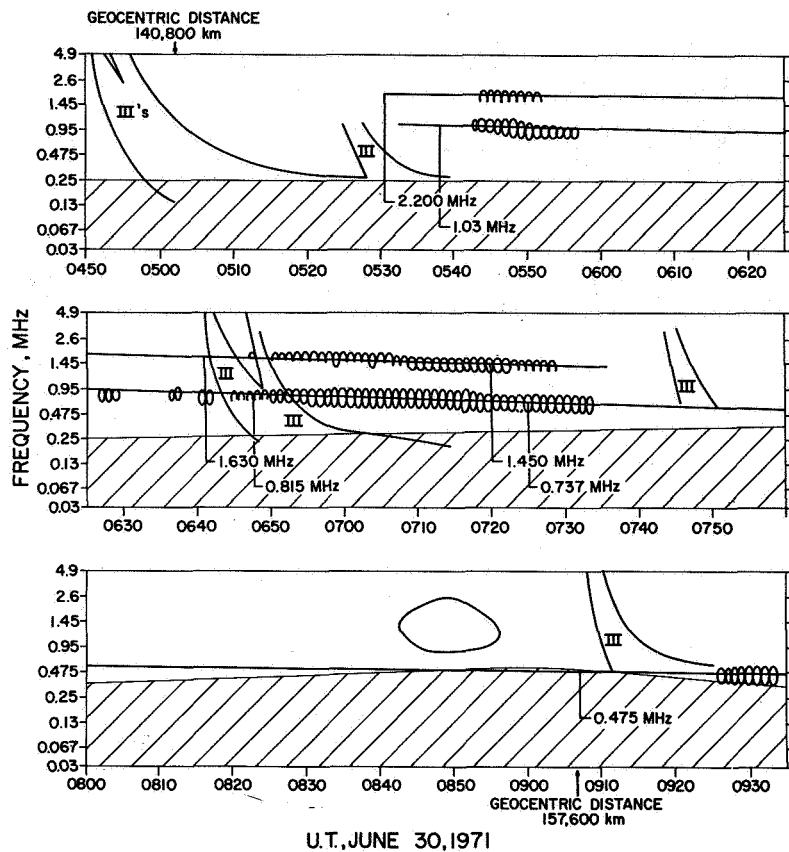 GEOCENTRIC DISTANCE
140,800 km
4.9
2.6
1.45
0.95
0.475
0.25
0.13
0.067
0.03
III's
III
2.200 MHz
1.03 MHz
0450 0500 0510 0520 0530 0540 0550 0600 0610 0620
FREQUENCY, MHz
4.9
2.6
1.45
0.95
0.475
0.25
0.13
0.067
0.03
III
III
III
1.630 MHz
0.815 MHz
1.450 MHz
0.737 MHz
0630 0640 0650 0700 0710 0720 0730 0740 0750
4.9
2.6
1.45
0.95
0.475
0.25
0.13
0.067
0.03
III
0.475 MHz
0800 0810 0820 0830 0840 0850 0900 0910 0920 0930
GEOCENTRIC DISTANCE
157,600 km
U.T., JUNE 30, 1971